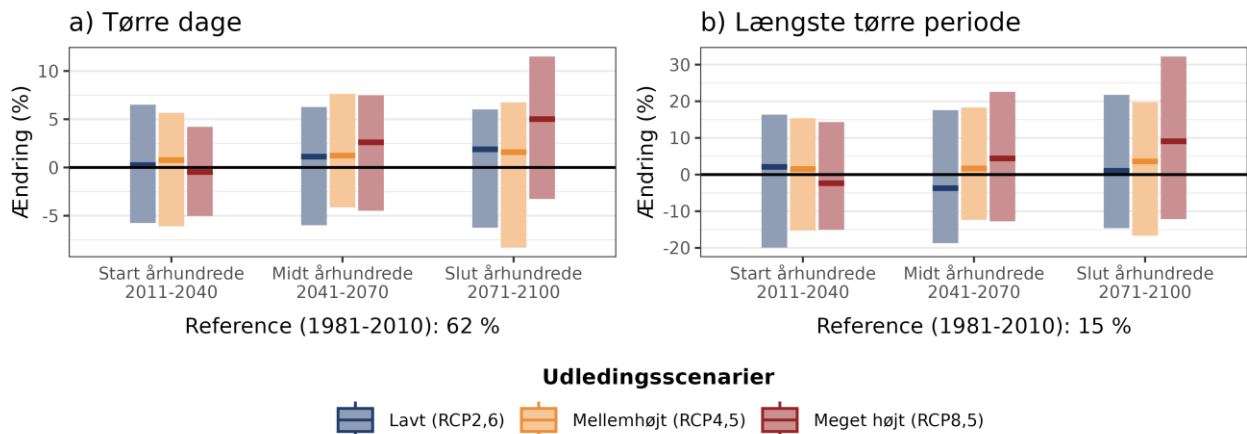 a) Tørre dage
Ændring (%)
10
5
0
-5
Start århundrede
2011-2040
Midt århundrede
2041-2070
Slut århundrede
2071-2100
Reference (1981-2010): 62 %
b) Længste tørre periode
Ændring (%)
30
20
10
0
-10
-20
Start århundrede
2011-2040
Midt århundrede
2041-2070
Slut århundrede
2071-2100
Reference (1981-2010): 15 %
Udledingsscenarier
Lavt (RCP2,6)
Mellemhøjt (RCP4,5)
Meget højt (RCP8,5)